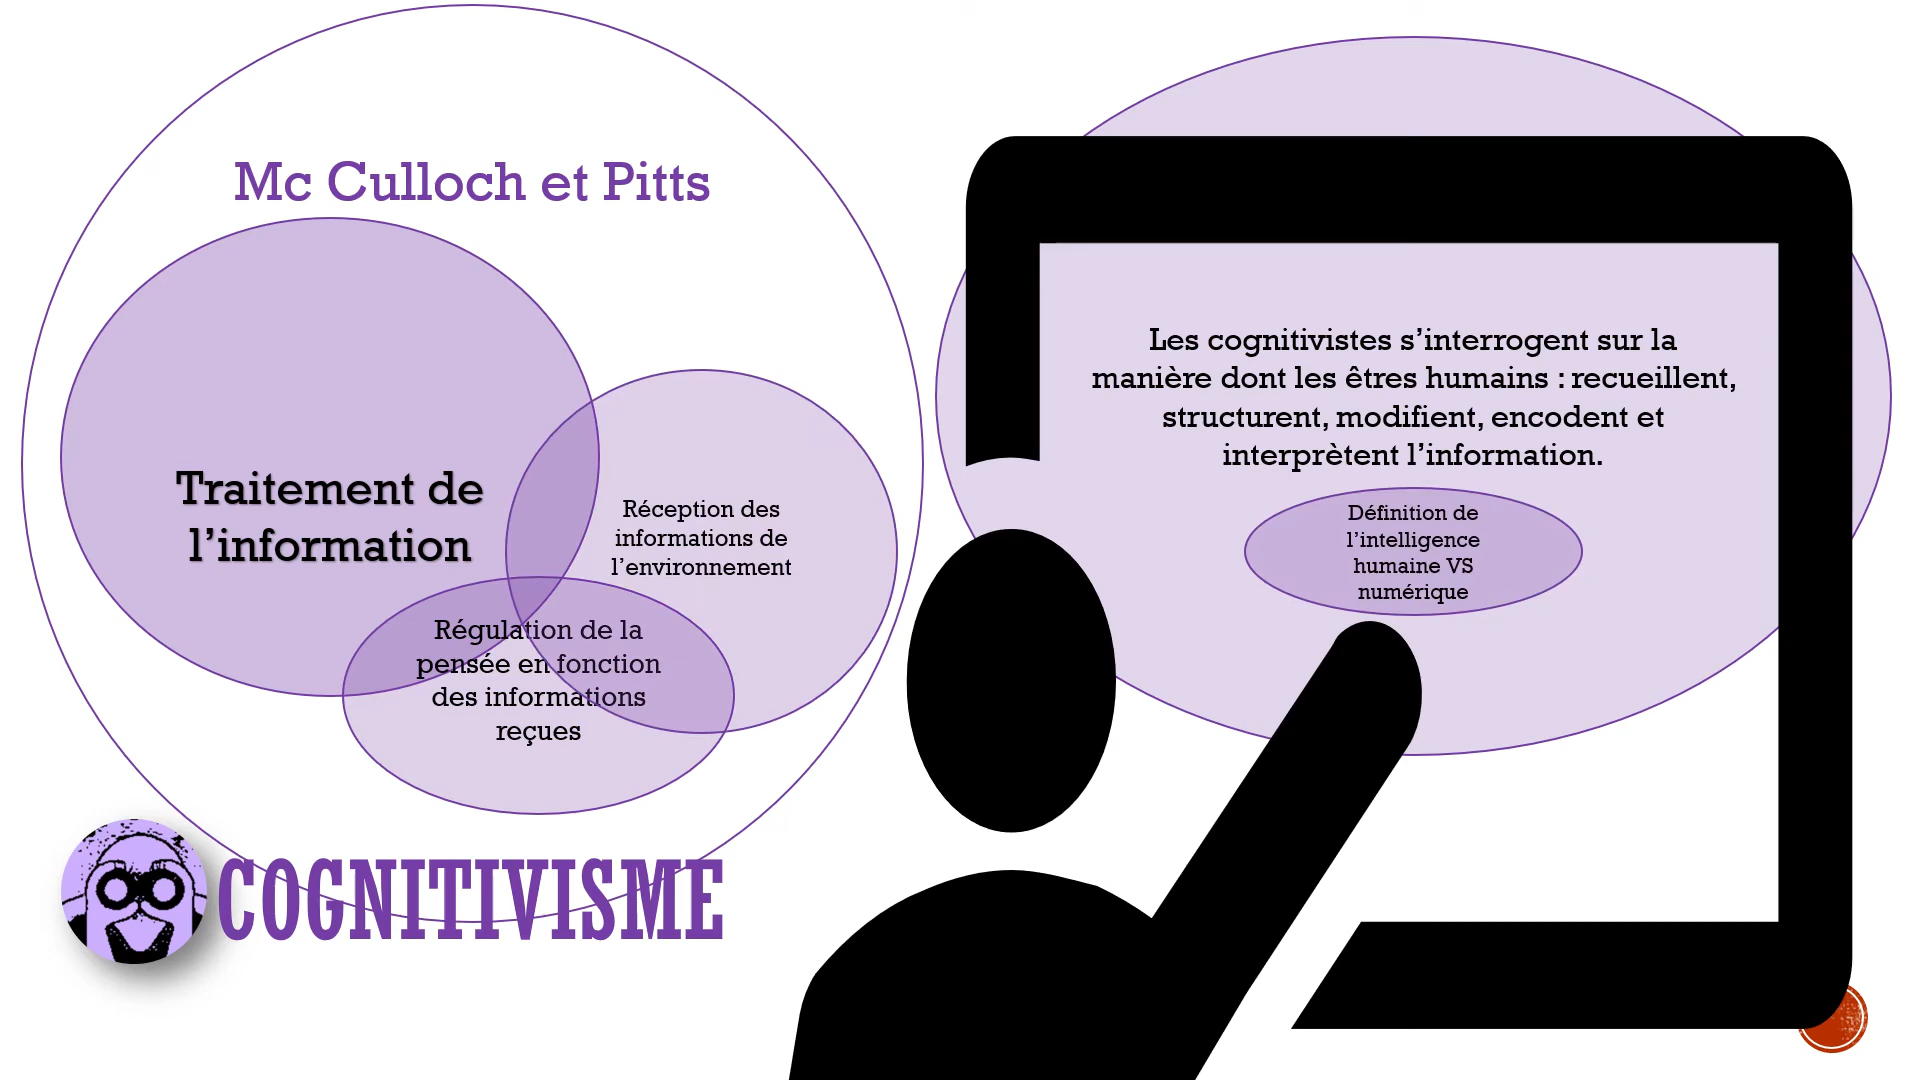 Mc Culloch et Pitts
Traitement de
l’information
Réception des
informations de
l’environnement
Régulation de la
pensée en fonction
des informations
reçues
COGNITIVISME
Les cognitivistes s’interrogent sur la
manière dont les êtres humains : recueillent,
structurent, modifient, encodent et
interprètent l’information.
Définition de
l’intelligence
humaine VS
numérique